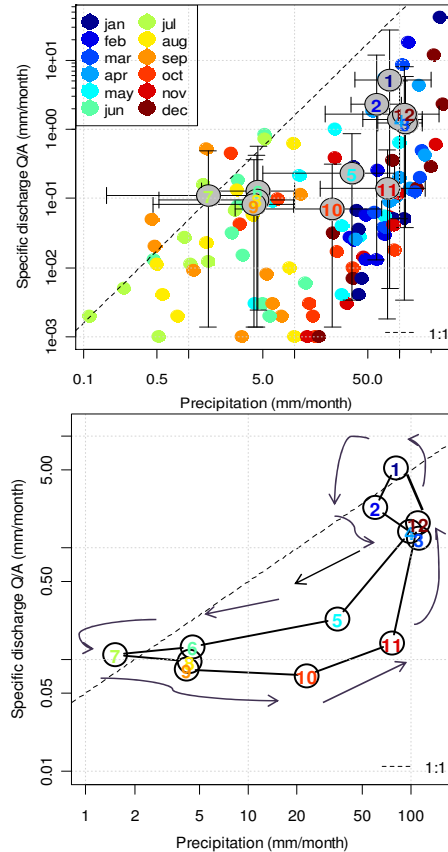 jan
feb
mar
apr
may
jun
jul
aug
sep
oct
nov
dec
Specific discharge Q/A (mm/month)
1e+01
1e+00
1e-01
1e-02
1e-03
1
2
12
5
7
9
10
11
1:1
0.1
0.5
5.0
50.0
Precipitation (mm/month)
Specific discharge Q/A (mm/month)
5.00
0.50
0.05
0.01
1
2
12
4
3
5
6
7
8
9
10
11
1:1
1
2
5
10
20
50
100
Precipitation (mm/month)